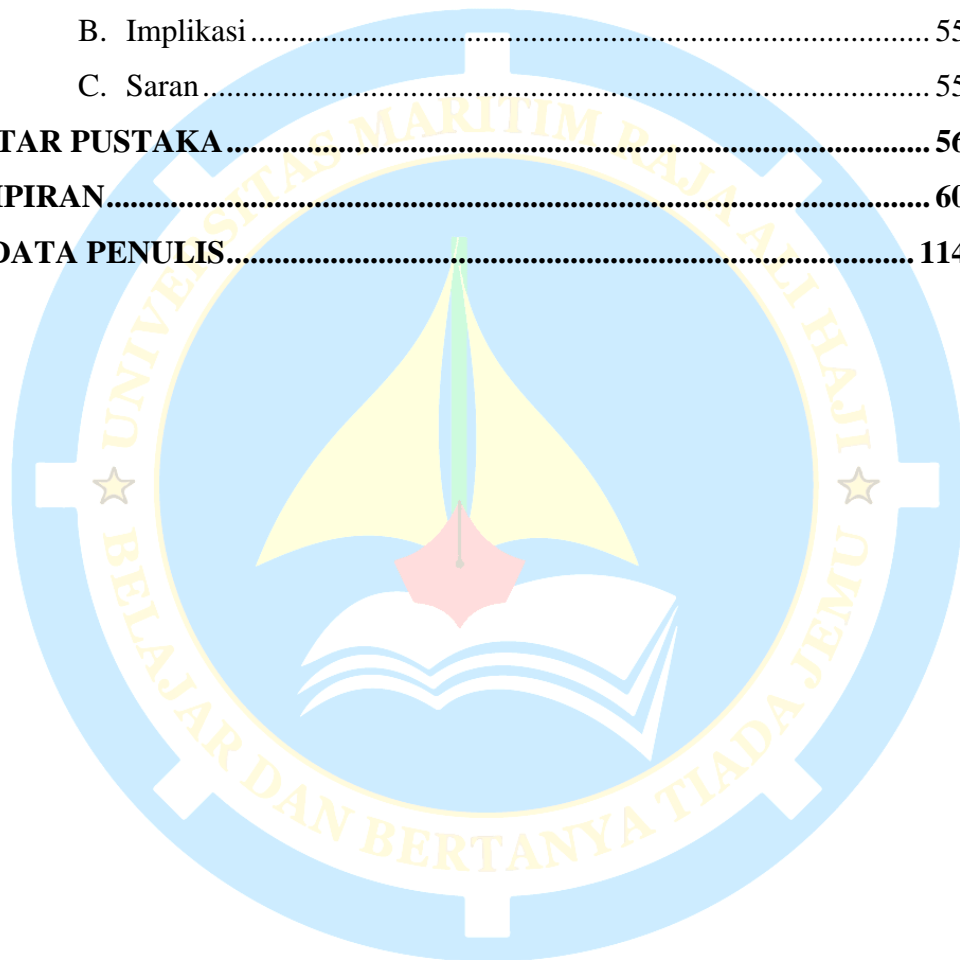 B. Implikasi.......................................................................................... 55
C. Saran................................................................................................ 55
TAR PUSTAKA.......................................................................................... 56
IPIRAN........................................................................................................ 60
DATA PENULIS........................................................................................ 114
UNIVERSITAS MARITIM RAJA ALI HAJI
BELAJAR DAN BERTANYA TIADA JEMU